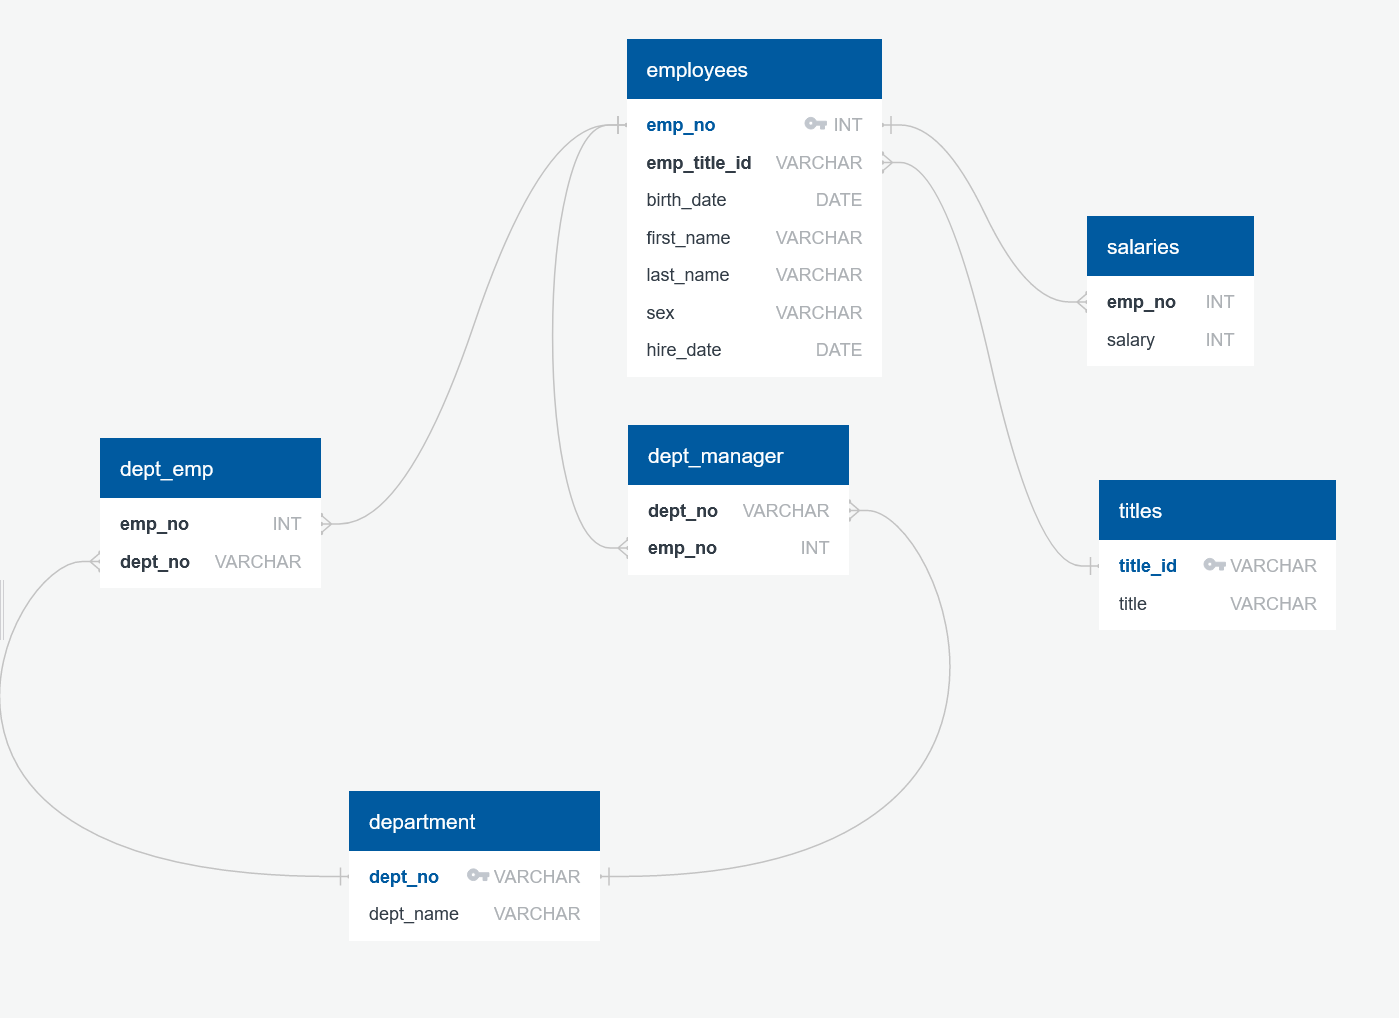 employees
emp_no INT
emp_title_id VARCHAR
birth_date DATE
first_name VARCHAR
last_name VARCHAR
sex VARCHAR
hire_date DATE
salaries
emp_no INT
salary INT
dept_emp
emp_no INT
dept_no VARCHAR
dept_manager
dept_no VARCHAR
emp_no INT
titles
title_id VARCHAR
title VARCHAR
department
dept_no VARCHAR
dept_name VARCHAR